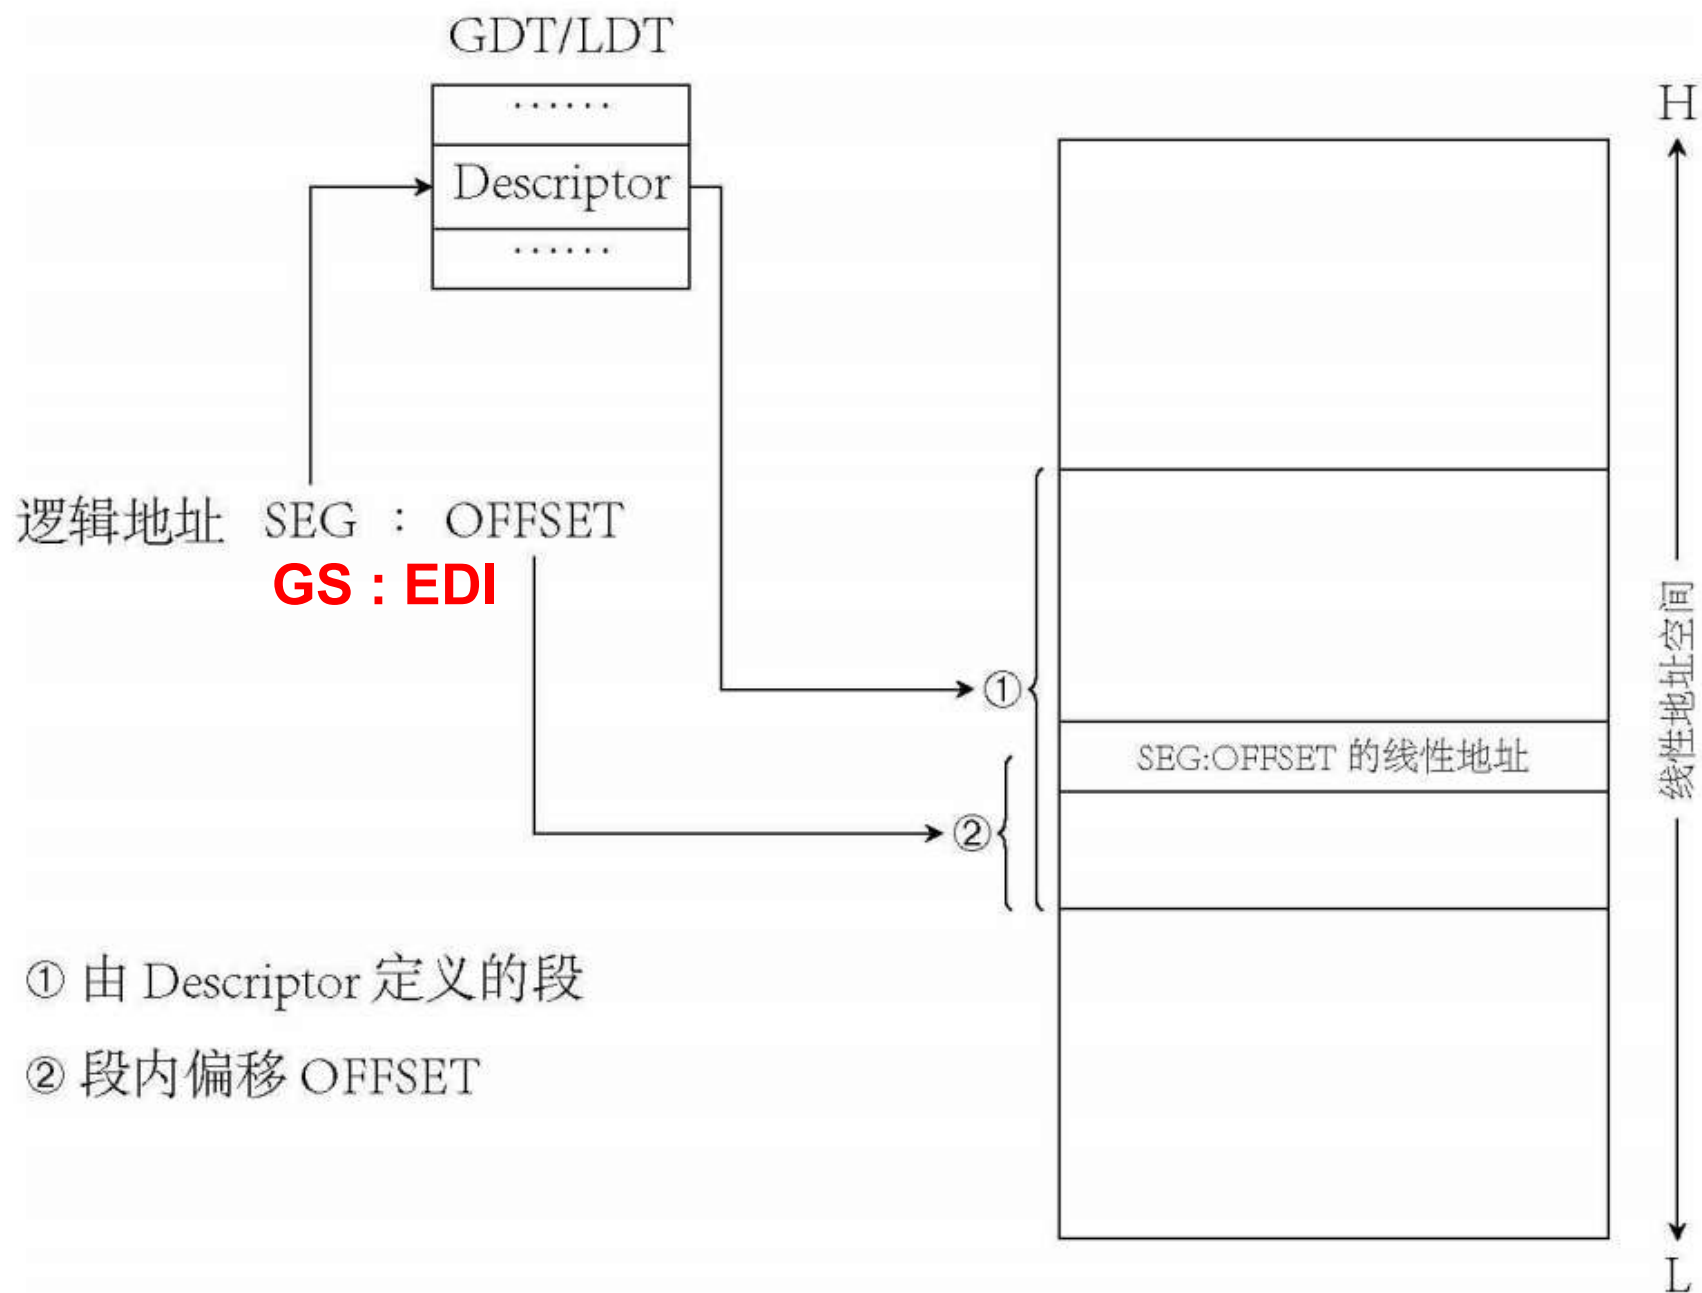 GDT/LDT
······
Descriptor
······
H
逻辑地址 SEG : OFFSET
GS : EDI
①
SEG:OFFSET 的线性地址
②
线性地址空间
① 由 Descriptor 定义的段
② 段内偏移 OFFSET
L